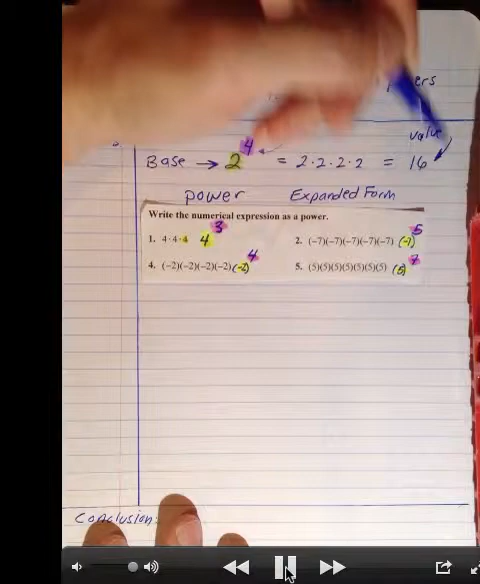 value
Base → 2⁴ = 2·2·2·2 = 16
power Expanded Form
Write the numerical expression as a power.
1. 4·4·4 4³ 2. (−7)(−7)(−7)(−7)(−7) (-7)⁵
4. (−2)(−2)(−2)(−2) (-2)⁴ 5. (5)(5)(5)(5)(5)(5)(5) (5)⁷
Conclusion: